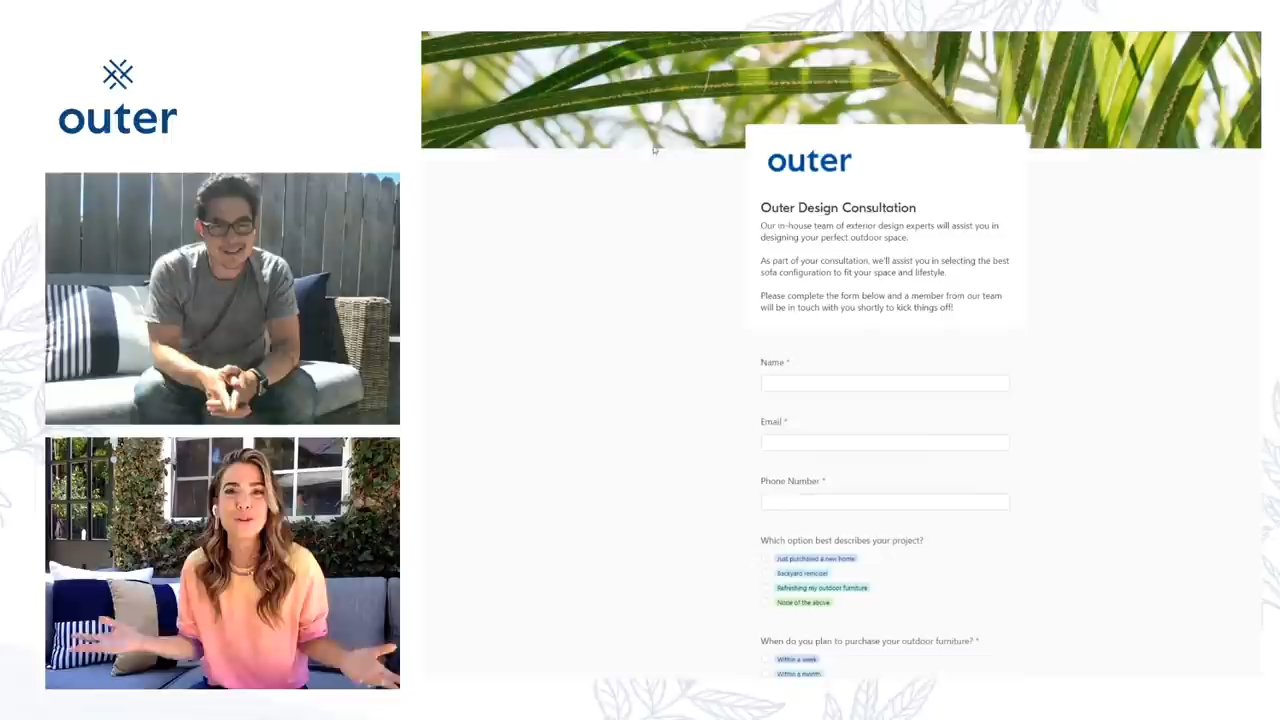 outer
outer
Outer Design Consultation
Our in-house team of exterior design experts will assist you in
designing your perfect outdoor space.
As part of your consultation, we'll assist you in selecting the best
sofa configuration to fit your space and lifestyle.
Please complete the form below and a member from our team
will be in touch with you shortly to kick things off!
Name *
Email *
Phone Number *
Which option best describes your project?
Just purchased a new home
Backyard remodel
Refreshing my outdoor furniture
None of the above
When do you plan to purchase your outdoor furniture? *
Within a week
Within a month